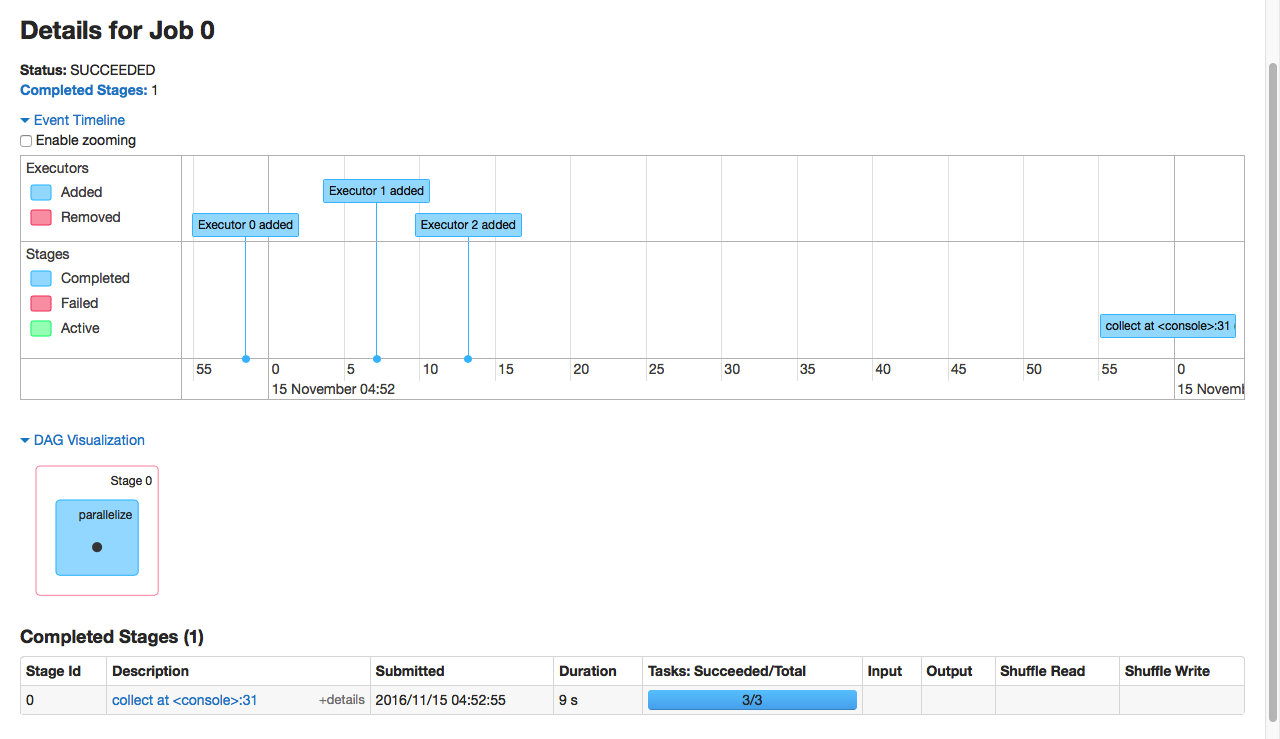 Details for Job 0
Status: SUCCEEDED
Completed Stages: 1
Event Timeline
Enable zooming
Executors
Added
Removed
Executor 0 added
Executor 1 added
Executor 2 added
Stages
Completed
Failed
Active
collect at <console>:31
55 0 5 10 15 20 25 30 35 40 45 50 55 0
15 November 04:52 15 Novemb
DAG Visualization
Stage 0
parallelize
Completed Stages (1)
Stage Id Description Submitted Duration Tasks: Succeeded/Total Input Output Shuffle Read Shuffle Write
0 collect at <console>:31 +details 2016/11/15 04:52:55 9 s 3/3